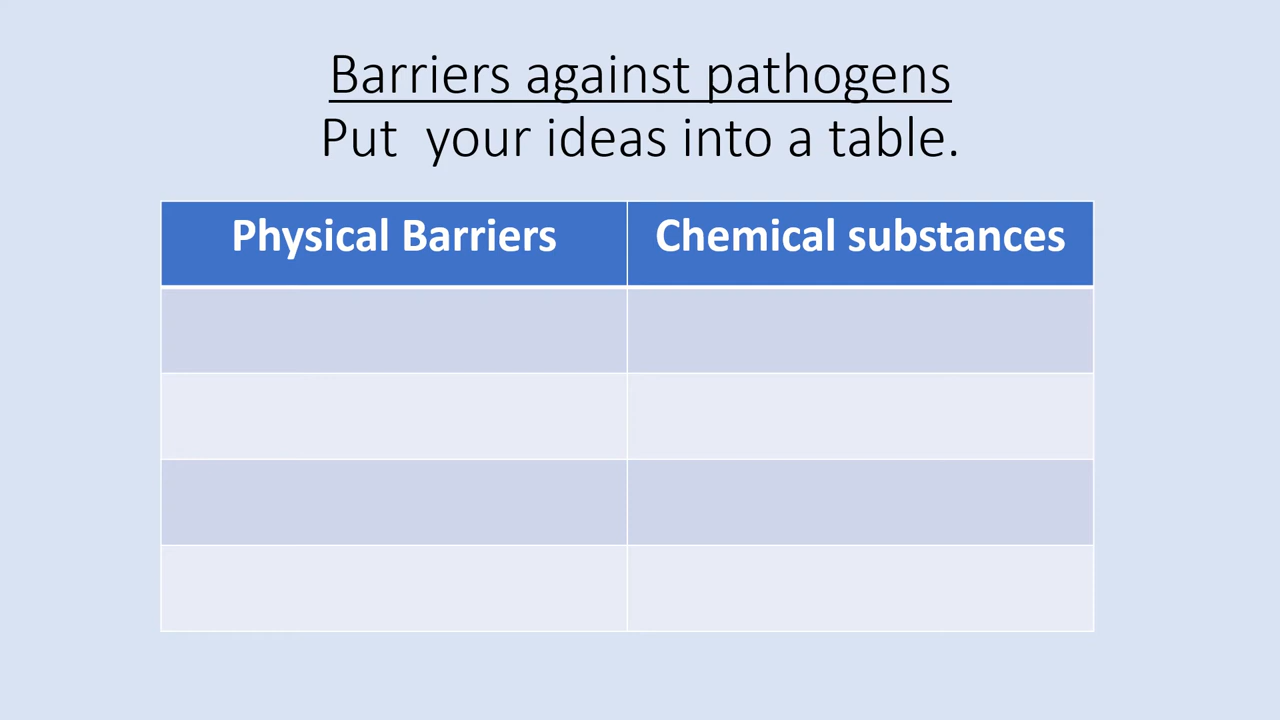 Barriers against pathogens
Put  your ideas into a table.
Physical Barriers
Chemical substances